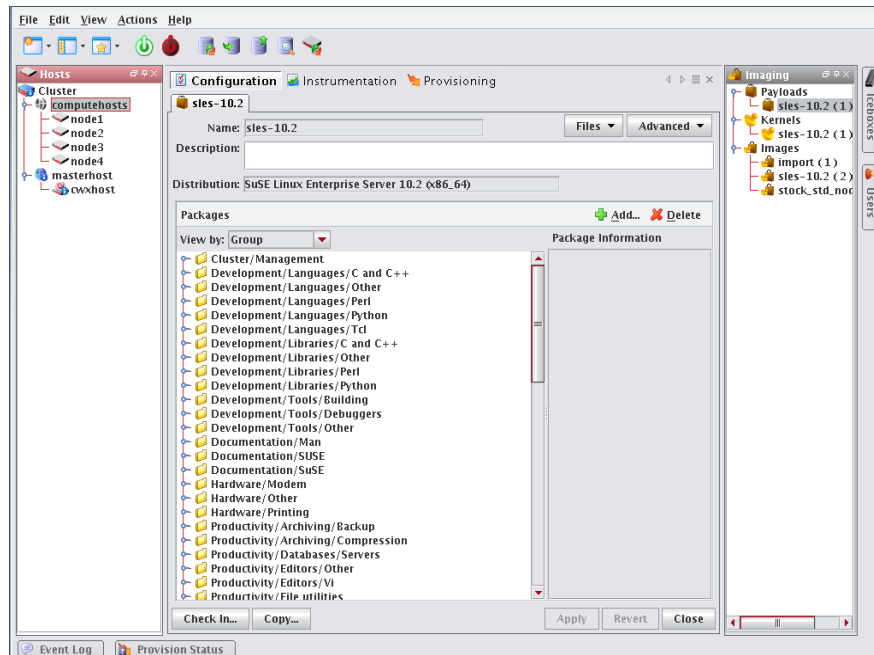 File Edit View Actions Help
Hosts
Cluster
computehosts
node1
node2
node3
node4
masterhost
cwxhost
Configuration Instrumentation Provisioning
sles-10.2
Name: sles-10.2 Files Advanced
Description:
Distribution: SuSE Linux Enterprise Server 10.2 (x86_64)
Packages Add... Delete
View by: Group Package Information
Cluster/Management
Development/Languages/C and C++
Development/Languages/Other
Development/Languages/Perl
Development/Languages/Python
Development/Languages/Tcl
Development/Libraries/C and C++
Development/Libraries/Other
Development/Libraries/Perl
Development/Libraries/Python
Development/Tools/Building
Development/Tools/Debuggers
Development/Tools/Other
Documentation/Man
Documentation/SUSE
Documentation/SuSE
Hardware/Modem
Hardware/Other
Hardware/Printing
Productivity/Archiving/Backup
Productivity/Archiving/Compression
Productivity/Databases/Servers
Productivity/Editors/Other
Productivity/Editors/Vi
Productivity/File utilities
Check In... Copy... Apply Revert Close
Imaging
Payloads
sles-10.2 (1)
Kernels
sles-10.2 (1)
Images
import (1)
sles-10.2 (2)
stock_std_noc
Iceboxes
Users
Event Log Provision Status